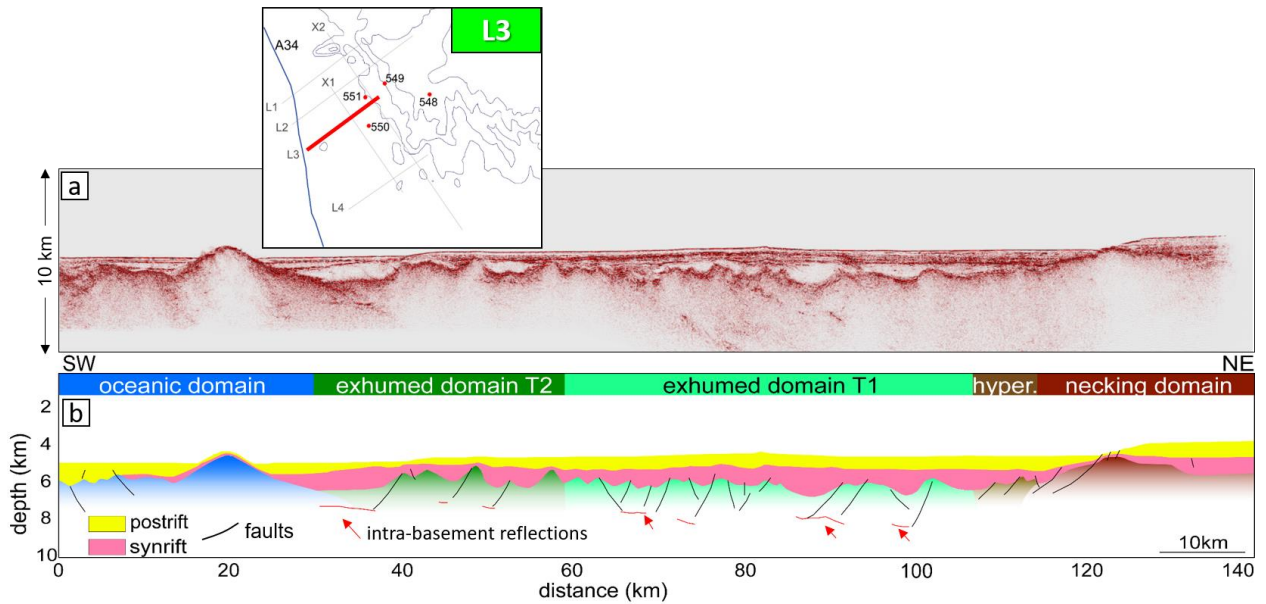 L3
X2
A34
X1
549
551
548
L1
550
L2
L3
L4
a
10 km
SW
NE
oceanic domain
exhumed domain T2
exhumed domain T1
hyper.
necking domain
b
2
4
6
8
10
depth (km)
postrift
synrift
faults
intra-basement reflections
10km
0
20
40
60
80
100
120
140
distance (km)